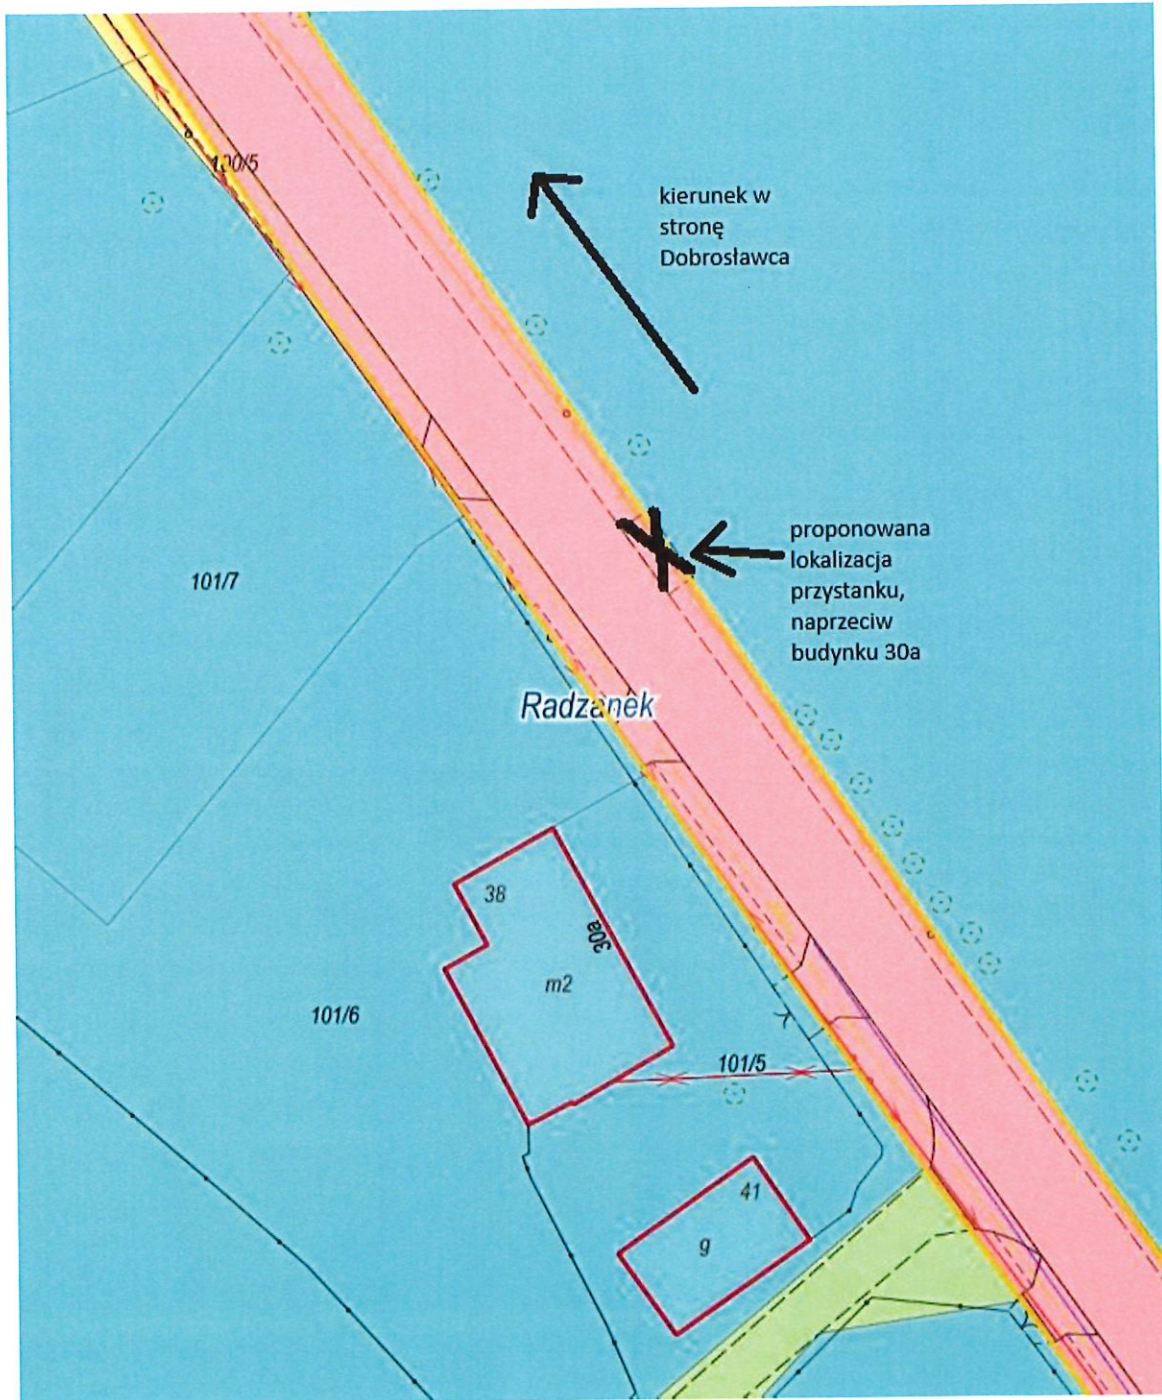 100/5
kierunek w
stronę
Dobrosławca
proponowana
lokalizacja
przystanku,
naprzeciw
budynku 30a
101/7
Radzanek
38
30a
m2
101/6
101/5
41
g